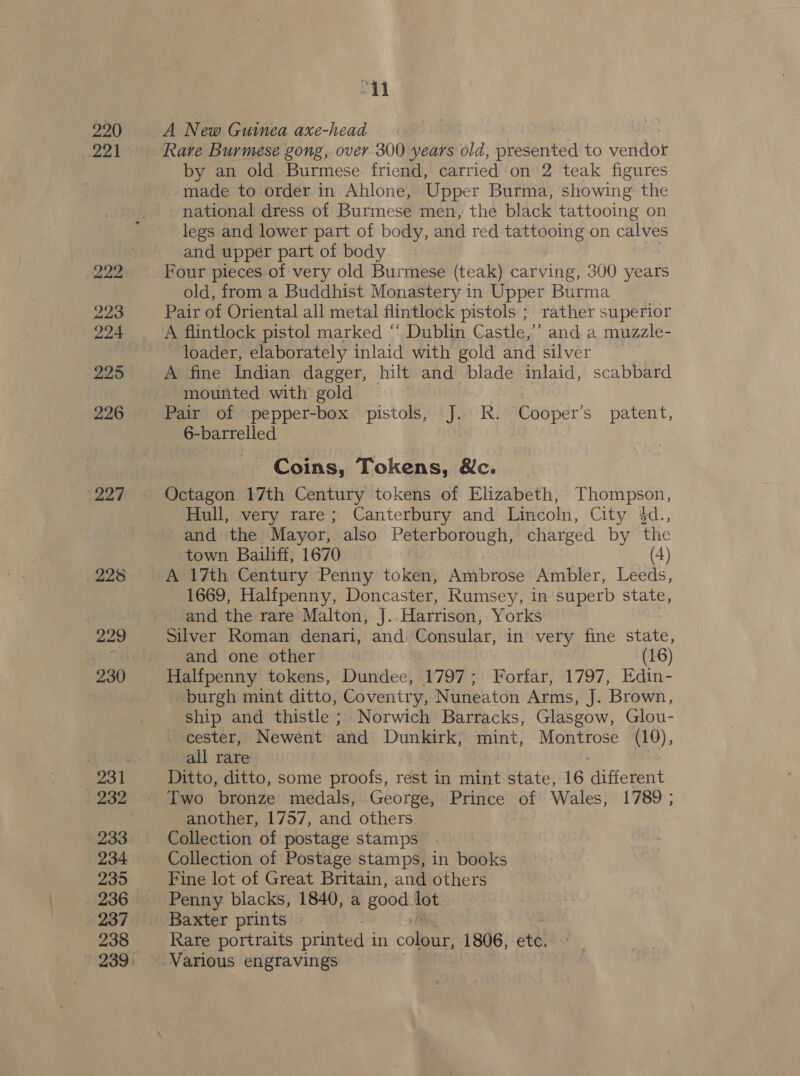 11
220 A New Guinea axe-head
221 Rare Burmese gong, over 300 years old, presented to vendor
by an old Burmese friend, carried on 2 teak figures
made to order in Ahlone, Upper Burma, showing the
national dress of Burmese men, the black tattooing on
legs and lower part of body, and red tattooing on calves
and upper part of body
222 Four pieces of very old Burmese (teak) carving, 300 years
old, from a Buddhist Monastery in Upper Burma
223 Pair of Oriental all metal flintlock pistols ; rather superior
224 A flintlock pistol marked “ Dublin Castle,” and a muzzle-
loader, elaborately inlaid with gold and silver
225 A fine Indian dagger, hilt and blade inlaid, scabbard
mounted with gold
226 Pair of pepper-box pistols, J. R. Cooper's patent,
6-barrelled
Coins, Tokens, &c.
227 Octagon 17th Century tokens of Elizabeth, Thompson,
Hull, very rare ; Canterbury and Lincoln, City ½d.,
and the Mayor, also Peterborough, charged by the
town Bailiff, 1670 (4)
228 A 17th Century Penny token, Ambrose Ambler, Leeds,
1669, Halfpenny, Doncaster, Rumsey, in superb state,
and the rare Malton, J. Harrison, Yorks
229 Silver Roman denari, and Consular, in very fine state,
and one other (16)
230 Halfpenny tokens, Dundee, 1797 ; Forfar, 1797, Edin-
burgh mint ditto, Coventry, Nuneaton Arms, J. Brown,
ship and thistle ; Norwich Barracks, Glasgow, Glou-
cester, Newent and Dunkirk, mint, Montrose (10),
all rare
231 Ditto, ditto, some proofs, rest in mint state, 16 different
232 Two bronze medals, George, Prince of Wales, 1789 ;
another, 1757, and others
233 Collection of postage stamps
234 Collection of Postage stamps, in books
235 Fine lot of Great Britain, and others
236 Penny blacks, 1840, a good lot
237 Baxter prints
238 Rare portraits printed in colour, 1806, etc.
239 Various engravings